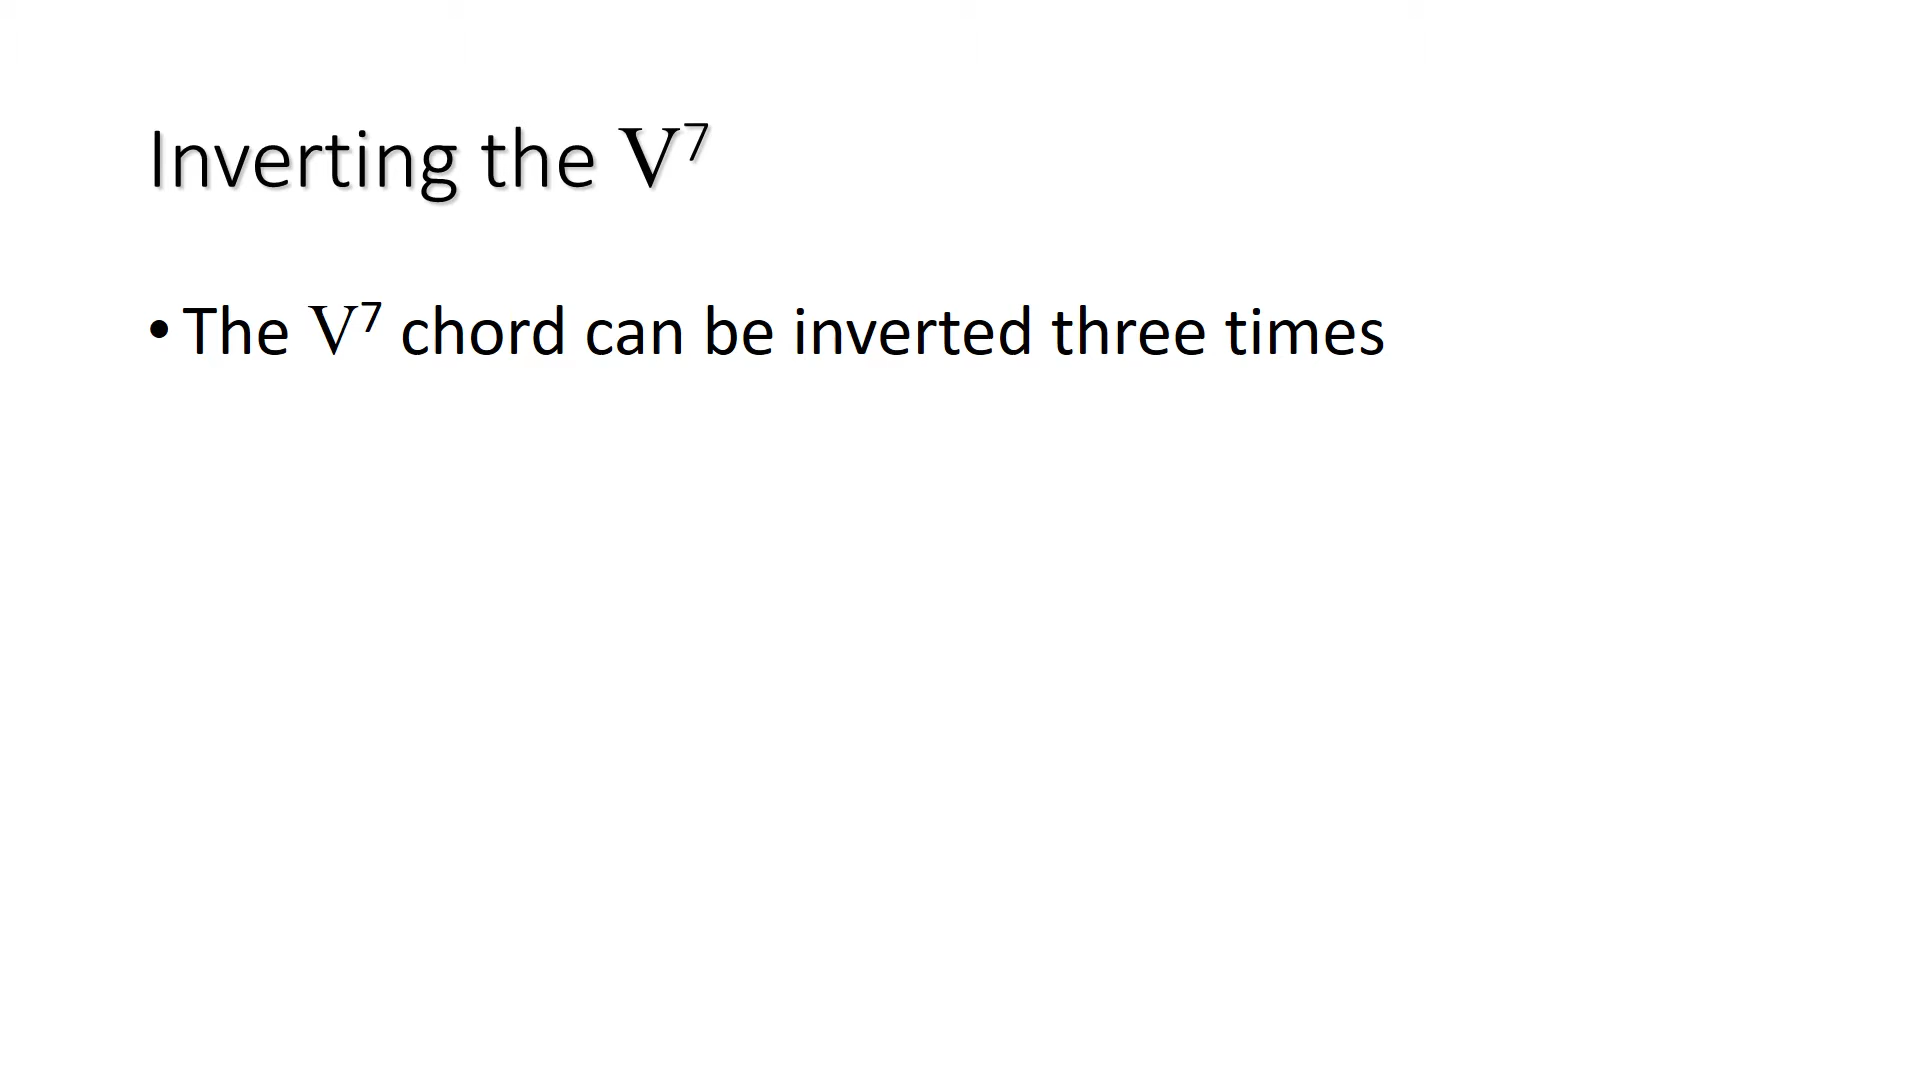 Inverting the V⁷
• The V⁷ chord can be inverted three times